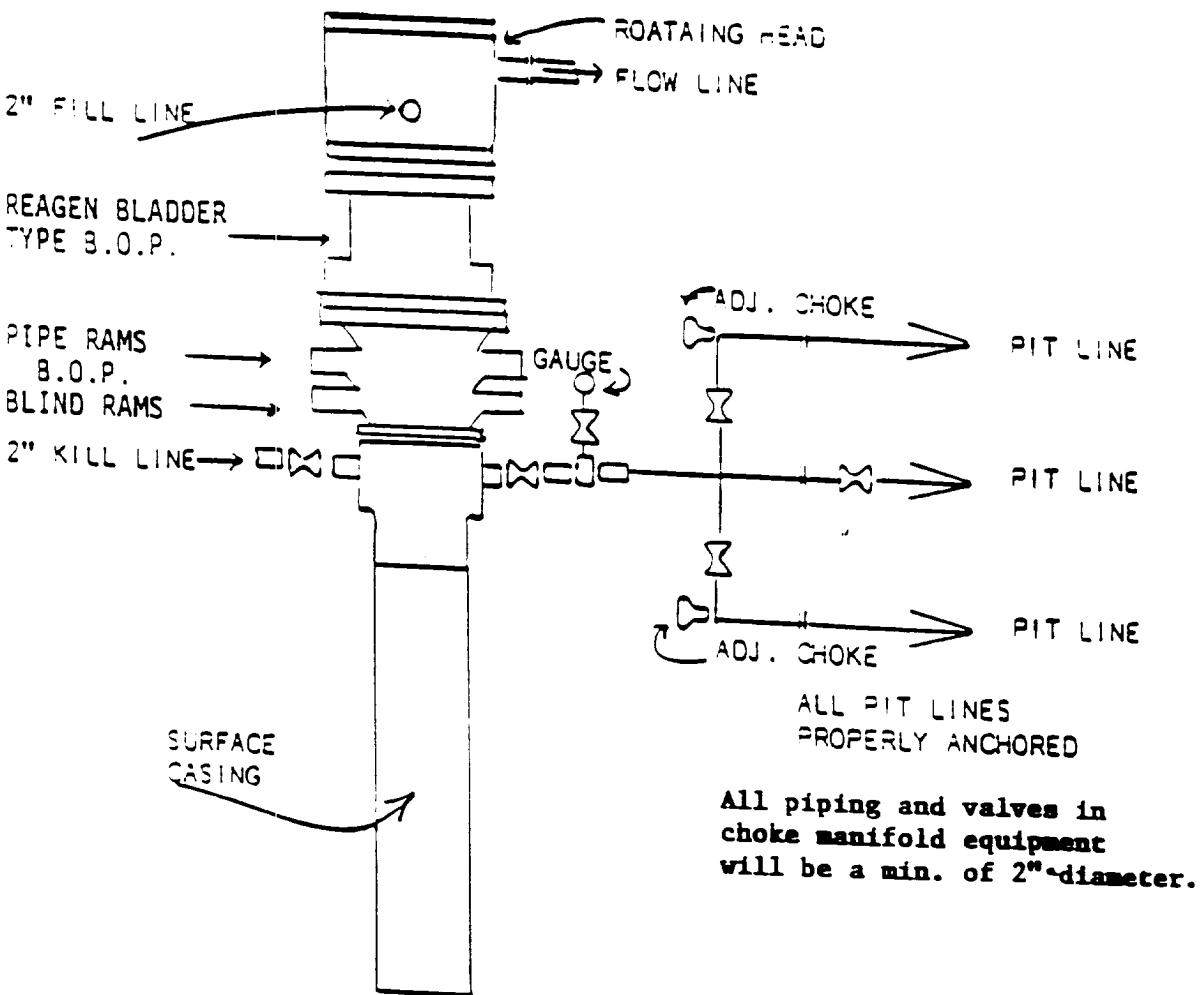 ROATAING HEAD
FLOW LINE
2" FILL LINE
REAGEN BLADDER
TYPE B.O.P.
ADJ. CHOKE
PIPE RAMS
B.O.P.
GAUGE
PIT LINE
BLIND RAMS
2" KILL LINE
PIT LINE
PIT LINE
ADJ. CHOKE
ALL PIT LINES
PROPERLY ANCHORED
SURFACE
CASING
All piping and valves in
choke manifold equipment
will be a min. of 2" diameter.